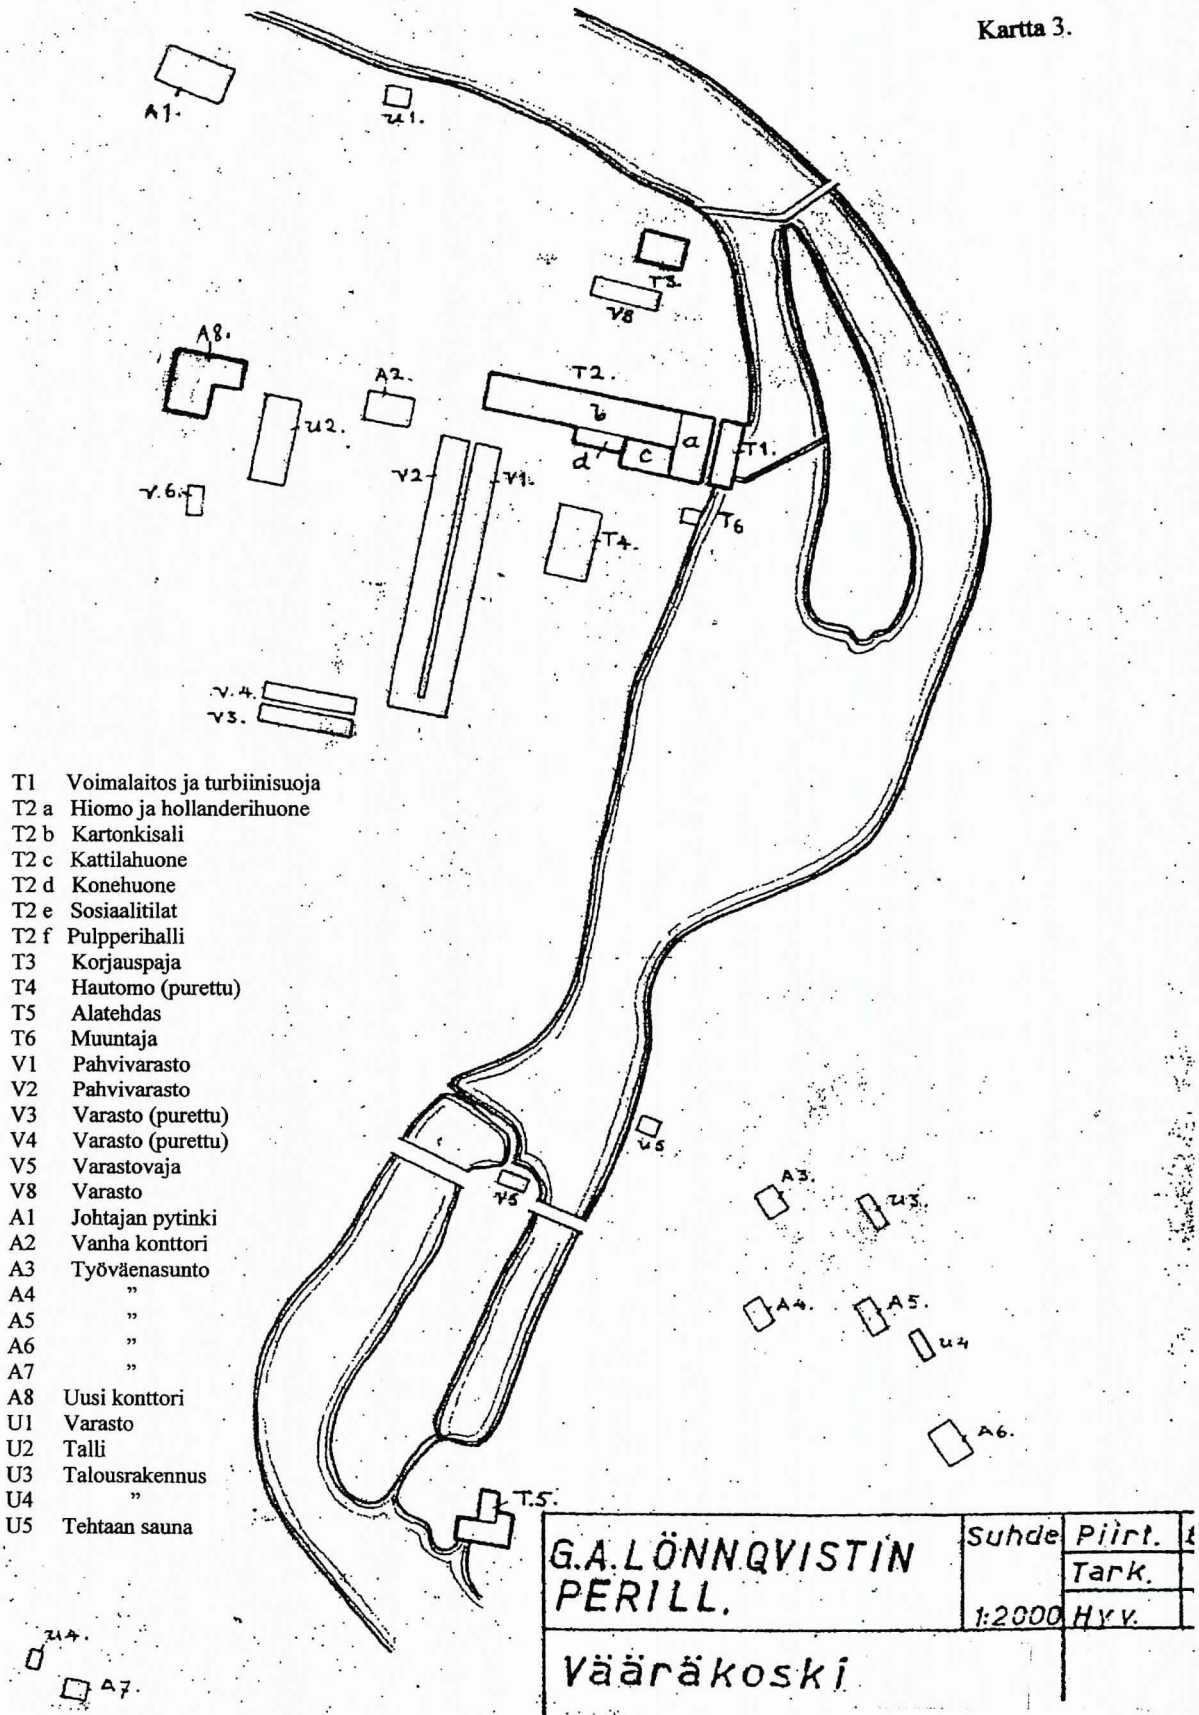 Kartta 3.
A1.
U1.
T3.
V8
A8.
A2.
T2.
b
a
T1.
U2.
d
c
V2
V1.
V.6.
T4.
T6
V.4.
V3.
T1 Voimalaitos ja turbiinisuoja
T2 a Hiomo ja hollanterihuone
T2 b Kartonkisali
T2 c Kattilahuone
T2 d Konehuone
T2 e Sosiaalitilat
T2 f Pulpperihalli
T3 Korjauspaja
T4 Hautomo (purettu)
T5 Alatehdas
T6 Muuntaja
V1 Pahvivarasto
V2 Pahvivarasto
V3 Varasto (purettu)
V4 Varasto (purettu)
V5 Varastovaja
V8 Varasto
A1 Johtajan pytinki
A2 Vanha konttori
A3 Työväenasunto
A4 ”
A5 ”
A6 ”
A7 ”
A8 Uusi konttori
U1 Varasto
U2 Talli
U3 Talousrakennus
U4 ”
U5 Tehtaan sauna
U5
V5
A3.
U3.
A4.
A5.
U4
A6.
T.5.
U4.
A7.
G.A.LÖNNQVISTIN
PERILL.
Suhde
1:2000
Piirt.
Tark.
Hyv.
Vääräkoski